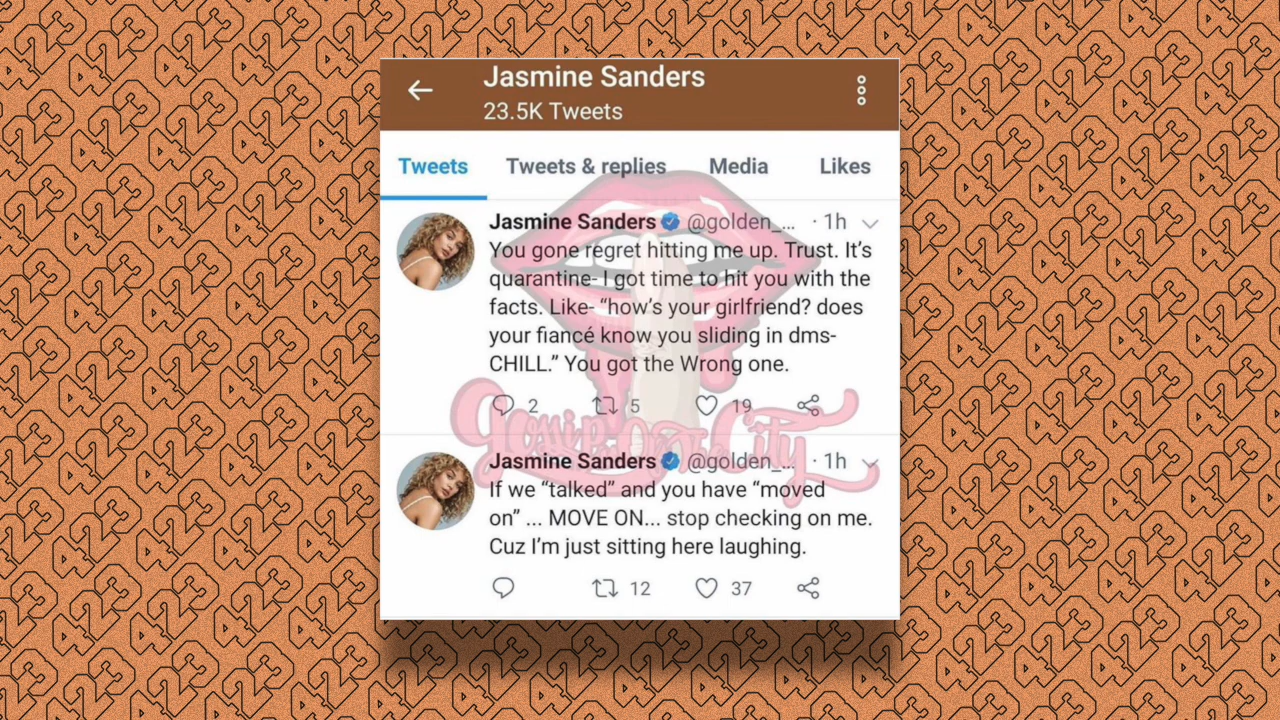 Jasmine Sanders
23.5K Tweets
Tweets Tweets & replies Media Likes
Jasmine Sanders @golden_... · 1h
You gone regret hitting me up. Trust. It’s
quarantine- I got time to hit you with the
facts. Like- “how’s your girlfriend? does
your fiancé know you sliding in dms-
CHILL.” You got the Wrong one.
2 5 19
Jasmine Sanders @golden_... · 1h
If we “talked” and you have “moved
on” ... MOVE ON... stop checking on me.
Cuz I’m just sitting here laughing.
12 37
423